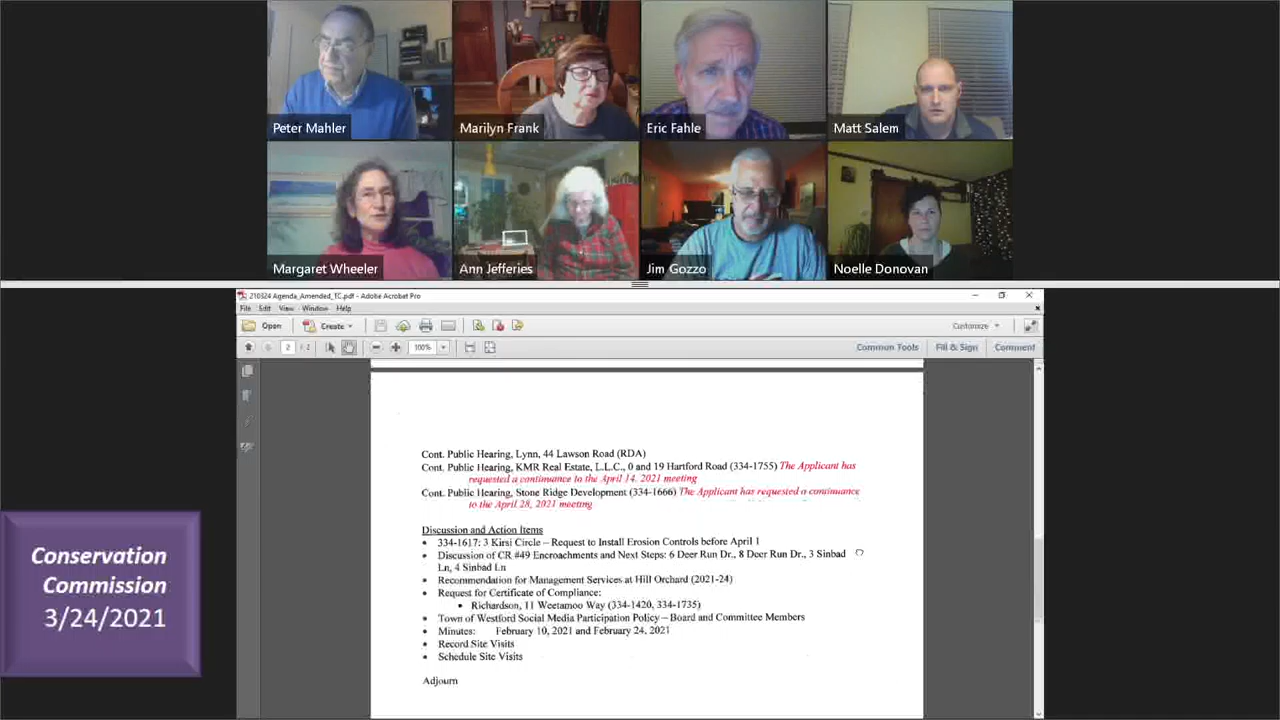 Peter Mahler
Marilyn Frank
Eric Fahle
Matt Salem
Margaret Wheeler
Ann Jefferies
Jim Gozzo
Noelle Donovan
210324 Agenda_Amended_TC.pdf - Adobe Acrobat Pro
File Edit View Window Help
Open Create Customize
2 / 2 100% Common Tools Fill & Sign Comment
Cont. Public Hearing, Lynn, 44 Lawson Road (RDA)
Cont. Public Hearing, KMR Real Estate, L.L.C., 0 and 19 Hartford Road (334-1755) The Applicant has
requested a continuance to the April 14, 2021 meeting
Cont. Public Hearing, Stone Ridge Development (334-1666) The Applicant has requested a continuance
to the April 28, 2021 meeting
Discussion and Action Items
• 334-1617: 3 Kirsi Circle – Request to Install Erosion Controls before April 1
• Discussion of CR #49 Encroachments and Next Steps: 6 Deer Run Dr., 8 Deer Run Dr., 3 Sinbad
Ln, 4 Sinbad Ln
• Recommendation for Management Services at Hill Orchard (2021-24)
• Request for Certificate of Compliance:
• Richardson, 11 Weetamoo Way (334-1420, 334-1735)
• Town of Westford Social Media Participation Policy – Board and Committee Members
• Minutes: February 10, 2021 and February 24, 2021
• Record Site Visits
• Schedule Site Visits
Adjourn
Conservation
Commission
3/24/2021